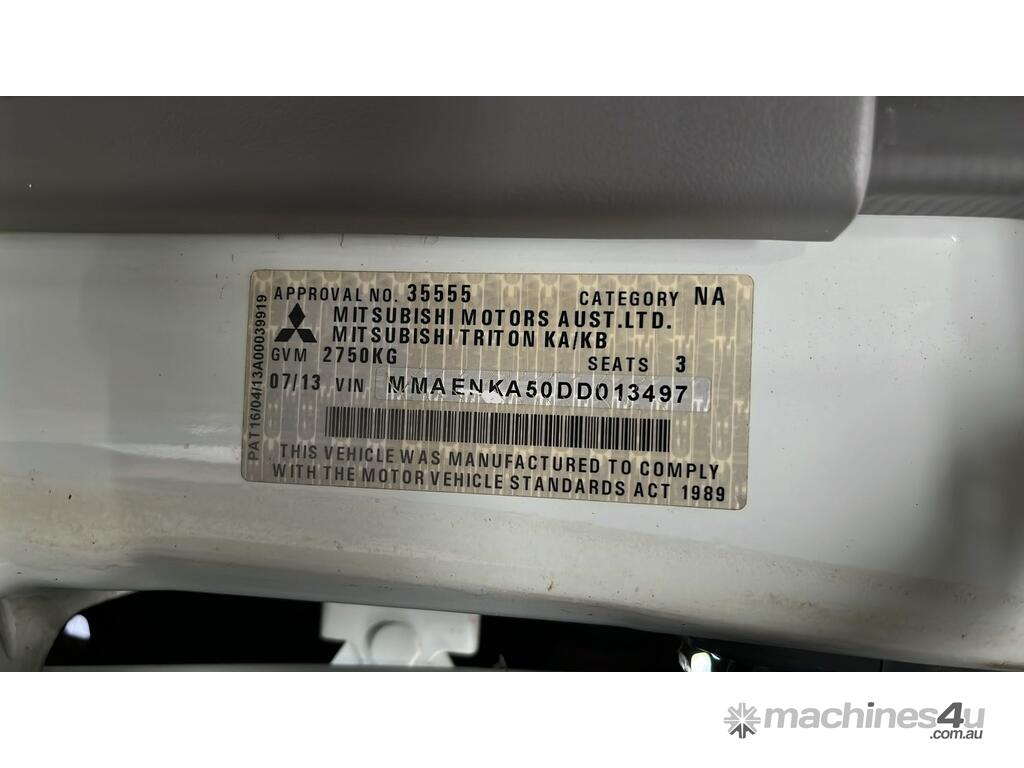 APPROVAL NO. 35555 CATEGORY NA
MITSUBISHI MOTORS AUST.LTD.
MITSUBISHI TRITON KA/KB
GVM 2750KG SEATS 3
07/13 VIN MMAENKA50DD013497
THIS VEHICLE WAS MANUFACTURED TO COMPLY
WITH THE MOTOR VEHICLE STANDARDS ACT 1989
PAT16/04/13A00039919
machines4u
.com.au